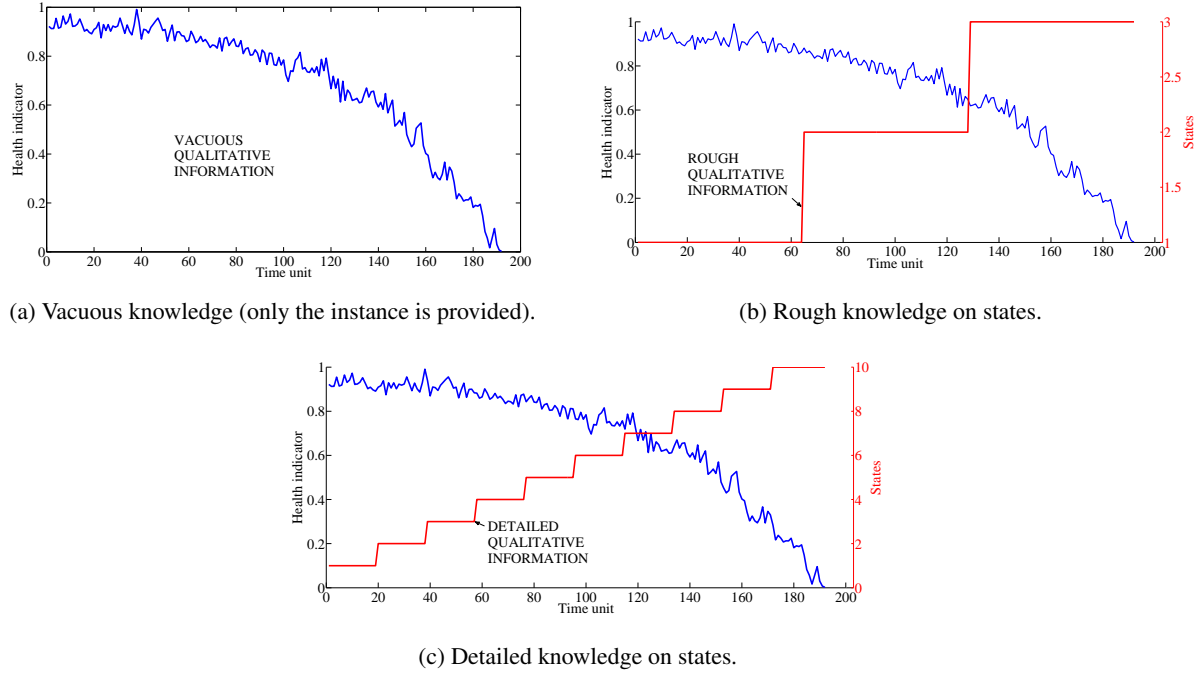 1
0.8
0.6
0.4
0.2
0
Health indicator
VACUOUS
QUALITATIVE
INFORMATION
0 20 40 60 80 100 120 140 160 180 200
Time unit
(a) Vacuous knowledge (only the instance is provided).
1
0.8
0.6
0.4
0.2
0
Health indicator
ROUGH
QUALITATIVE
INFORMATION
3
2.5
2
1.5
1
States
0 20 40 60 80 100 120 140 160 180 200
Time unit
(b) Rough knowledge on states.
1
0.8
0.6
0.4
0.2
0
Health indicator
DETAILED
QUALITATIVE
INFORMATION
10
8
6
4
2
0
States
0 20 40 60 80 100 120 140 160 180 200
Time unit
(c) Detailed knowledge on states.